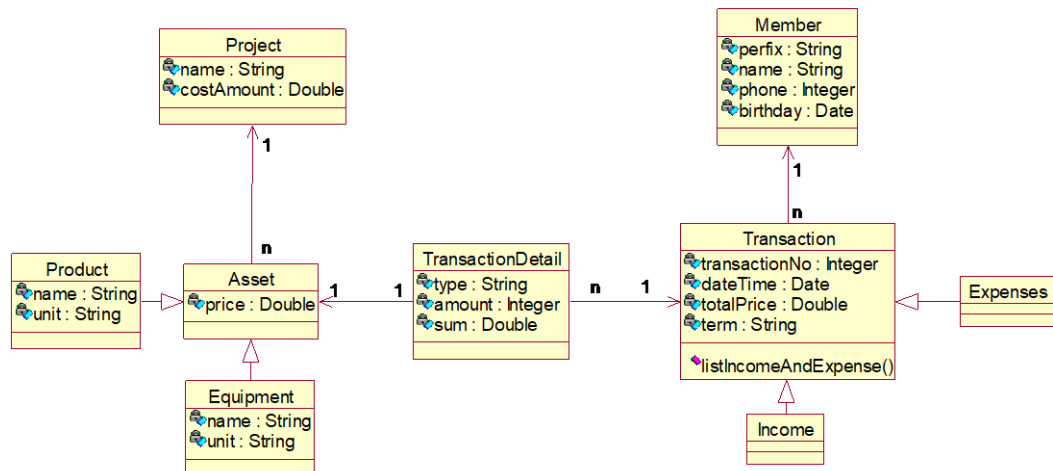 Project
name : String
costAmount : Double
1
n
Member
perfix : String
name : String
phone : Integer
birthday : Date
1
n
Product
name : String
unit : String
Asset
price : Double
1
1
TransactionDetail
type : String
amount : Integer
sum : Double
n
1
Transaction
transactionNo : Integer
dateTime : Date
totalPrice : Double
term : String
listIncomeAndExpense()
Expenses
Equipment
name : String
unit : String
Income